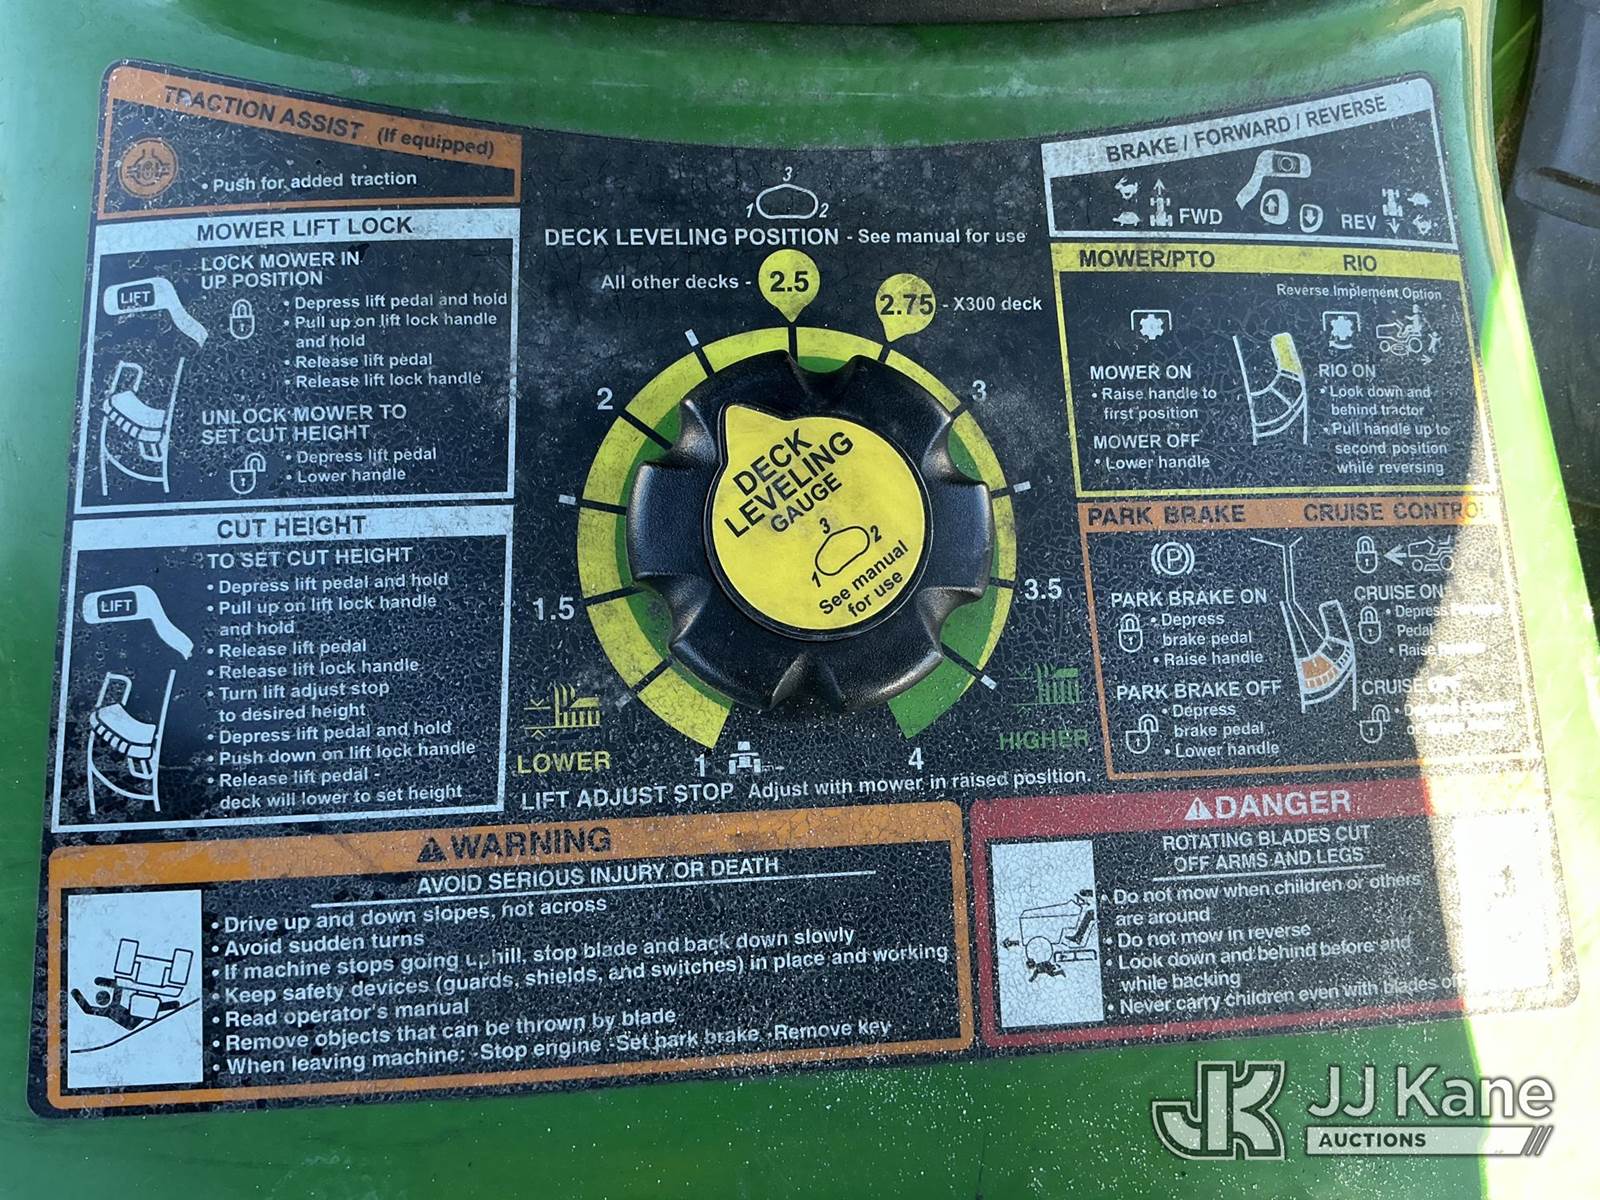 TRACTION ASSIST (If equipped)
• Push for added traction
MOWER LIFT LOCK
LOCK MOWER IN
UP POSITION
LIFT
• Depress lift pedal and hold
• Pull up on lift lock handle
and hold
• Release lift pedal
• Release lift lock handle
UNLOCK MOWER TO
SET CUT HEIGHT
• Depress lift pedal
• Lower handle
CUT HEIGHT
TO SET CUT HEIGHT
LIFT
• Depress lift pedal and hold
• Pull up on lift lock handle
and hold
• Release lift pedal
• Release lift lock handle
• Turn lift adjust stop
to desired height
• Depress lift pedal and hold
• Push down on lift lock handle
• Release lift pedal -
deck will lower to set height
3
1 2
DECK LEVELING POSITION - See manual for use
All other decks - 2.5
2.75 - X300 deck
2
3
1.5
3.5
1
4
DECK
LEVELING
GAUGE
3
1 2
See manual
for use
LOWER
HIGHER
LIFT ADJUST STOP Adjust with mower in raised position.
BRAKE / FORWARD / REVERSE
FWD
REV
MOWER/PTO
RIO
Reverse Implement Option
MOWER ON
• Raise handle to
first position
MOWER OFF
• Lower handle
RIO ON
• Look down and
behind tractor
• Pull handle up to
second position
while reversing
PARK BRAKE
CRUISE CONTRO
P
PARK BRAKE ON
• Depress
brake pedal
• Raise handle
PARK BRAKE OFF
• Depress
brake pedal
• Lower handle
CRUISE ON
• Depress
Pedal
• Raise
CRUISE
WARNING
AVOID SERIOUS INJURY OR DEATH
• Drive up and down slopes, not across
• Avoid sudden turns
• If machine stops going uphill, stop blade and back down slowly
• Keep safety devices (guards, shields, and switches) in place and working
• Read operator's manual
• Remove objects that can be thrown by blade
• When leaving machine: -Stop engine -Set park brake -Remove key
DANGER
ROTATING BLADES CUT
OFF ARMS AND LEGS
• Do not mow when children or others
are around
• Do not mow in reverse
• Look down and behind before and
while backing
• Never carry children even with blades
JK JJ Kane
AUCTIONS